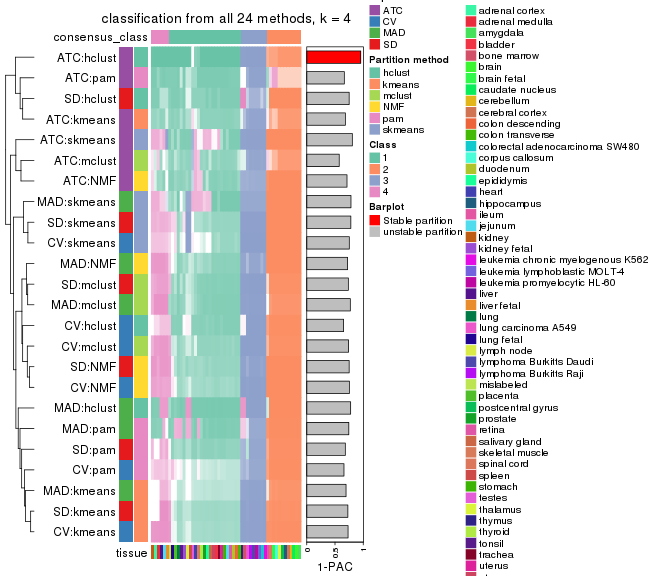 classification from all 24 methods, k = 4
consensus_class
ATC:hclust
ATC:pam
SD:hclust
ATC:kmeans
ATC:skmeans
ATC:mclust
ATC:NMF
MAD:skmeans
SD:skmeans
CV:skmeans
MAD:NMF
SD:mclust
MAD:mclust
CV:hclust
CV:mclust
SD:NMF
CV:NMF
MAD:hclust
MAD:pam
SD:pam
CV:pam
MAD:kmeans
SD:kmeans
CV:kmeans
tissue
0
0.5
1
1-PAC
ATC
CV
MAD
SD
Partition method
hclust
kmeans
mclust
NMF
pam
skmeans
Class
1
2
3
4
Barplot
Stable partition
unstable partition
adrenal cortex
adrenal medulla
amygdala
bladder
bone marrow
brain
brain fetal
caudate nucleus
cerebellum
cerebral cortex
colon descending
colon transverse
colorectal adenocarcinoma SW480
corpus callosum
duodenum
epididymis
heart
hippocampus
ileum
jejunum
kidney
kidney fetal
leukemia chronic myelogenous K562
leukemia lymphoblastic MOLT-4
leukemia promyelocytic HL-60
liver
liver fetal
lung
lung carcinoma A549
lung fetal
lymph node
lymphoma Burkitts Daudi
lymphoma Burkitts Raji
mislabeled
placenta
postcentral gyrus
prostate
retina
salivary gland
skeletal muscle
spinal cord
spleen
stomach
testes
thalamus
thymus
thyroid
tonsil
trachea
uterus